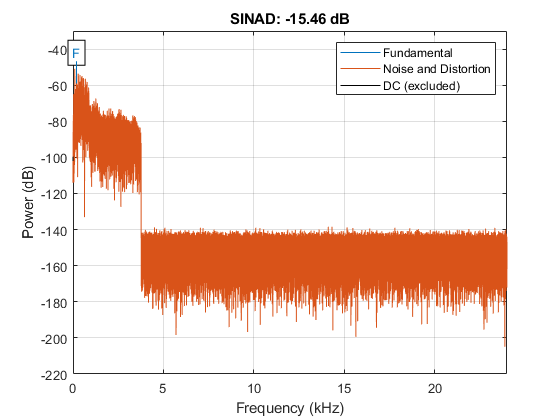 SINAD: -15.46 dB
F
Fundamental
Noise and Distortion
DC (excluded)
-40
-60
-80
-100
-120
-140
-160
-180
-200
-220
Power (dB)
0 5 10 15 20
Frequency (kHz)